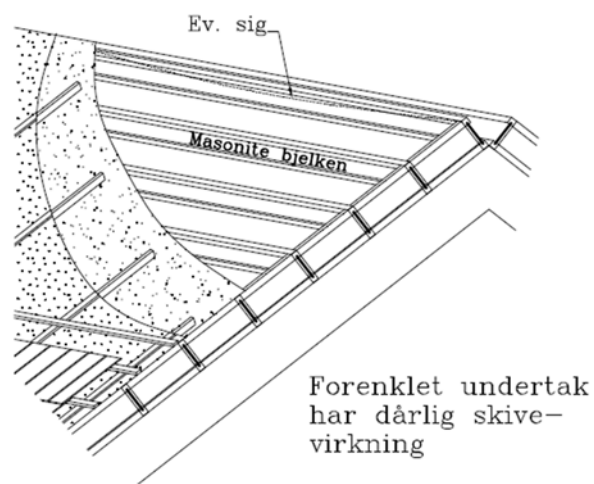 Ev. sig
Masonite bjelken
Forenklet undertak
har dårlig skive–
virkning